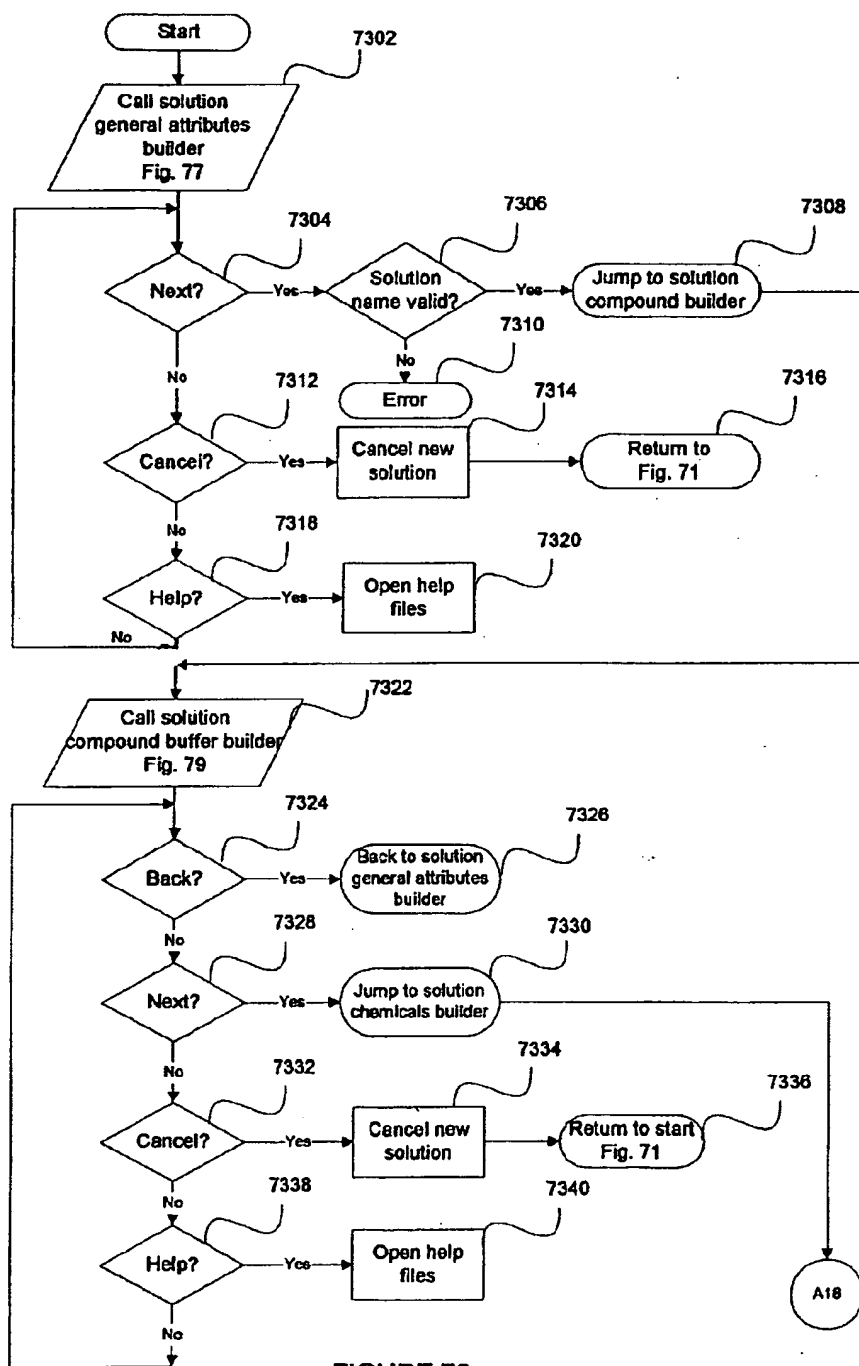 Start
7302
Call solution
general attributes
builder
Fig. 77
7304
7306
7308
Next?
Yes
Solution
name valid?
Yes
Jump to solution
compound builder
No
7310
No
7312
Error
7314
7316
Cancel?
Yes
Cancel new
solution
Return to
Fig. 71
No
7318
7320
Help?
Yes
Open help
files
No
7322
Call solution
compound buffer builder
Fig. 79
7324
7326
Back?
Yes
Back to solution
general attributes
builder
No
7328
7330
Next?
Yes
Jump to solution
chemicals builder
No
7332
7334
7336
Cancel?
Yes
Cancel new
solution
Return to start
Fig. 71
No
7338
7340
Help?
Yes
Open help
files
A18
No